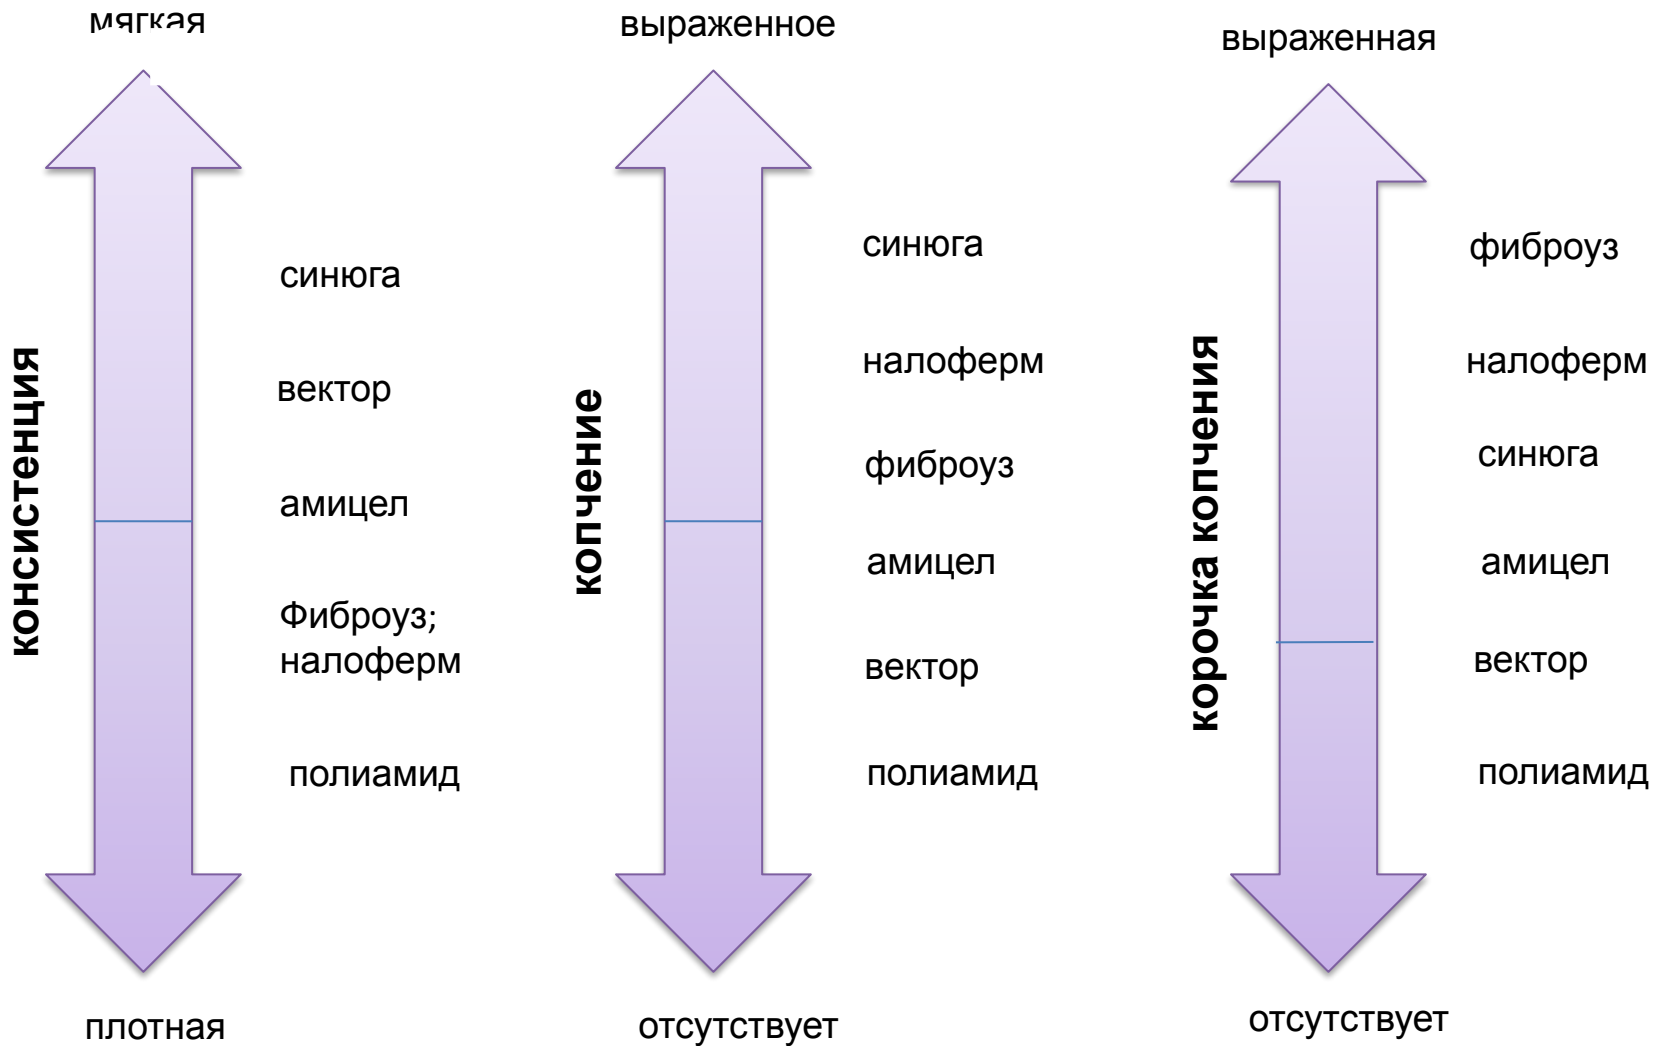 мягкая
консистенция
синюга
вектор
амицел
Фиброуз;
налоферм
полиамид
плотная
выраженное
копчение
синюга
налоферм
фиброуз
амицел
вектор
полиамид
отсутствует
выраженная
корочка копчения
фиброуз
налоферм
синюга
амицел
вектор
полиамид
отсутствует